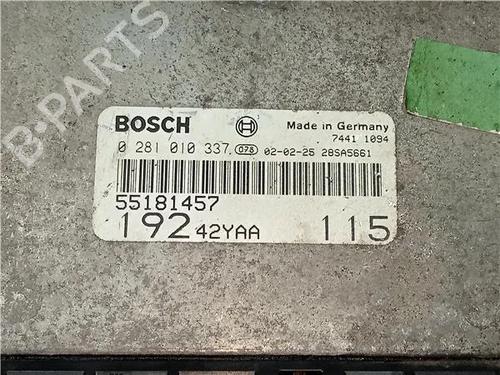 B-PARTS
BOSCH Made in Germany
7441 1094
0 281 010 337 078 02-02-25 28SA5661
55181457
192 42YAA 115